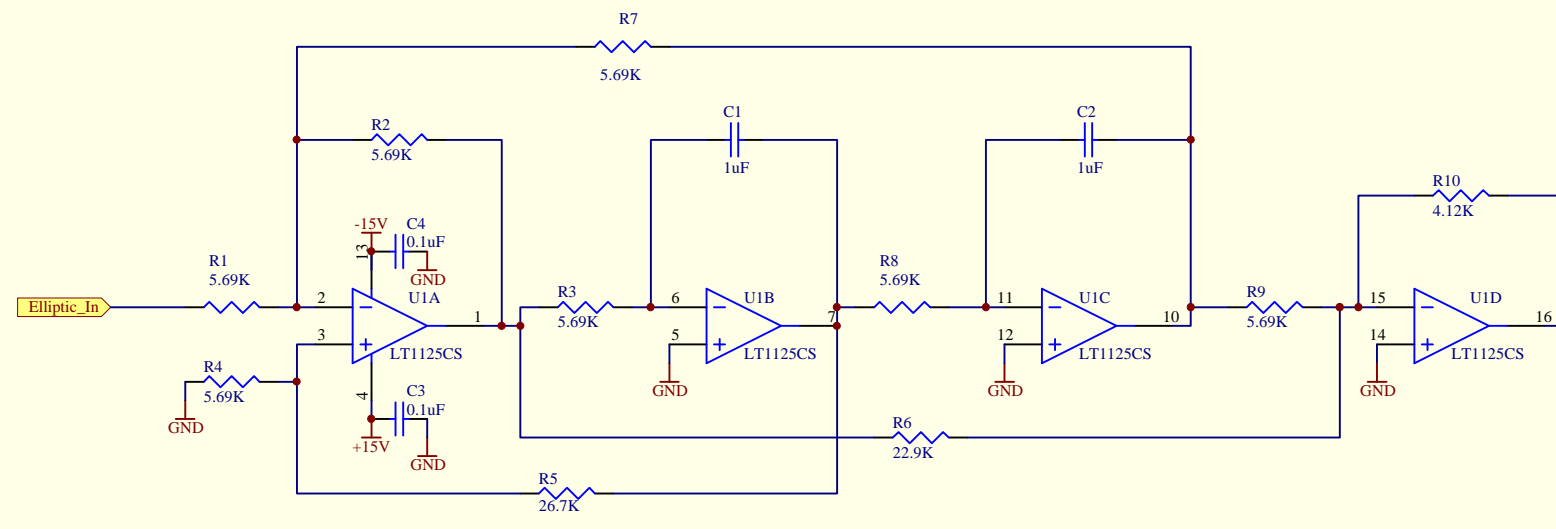 R7
5.69K
C1
C2
R2
5.69K
1uF
1uF
R10
4.12K
-15V
C4
0.1uF
13
GND
R1
5.69K
R8
5.69K
Elliptic_In
2
U1A
R3
5.69K
6
U1B
11
U1C
R9
5.69K
15
U1D
3
1
5
7
12
10
14
16
LT1125CS
LT1125CS
LT1125CS
LT1125CS
R4
5.69K
GND
4
C3
0.1uF
GND
GND
GND
+15V
GND
R6
22.9K
R5
26.7K